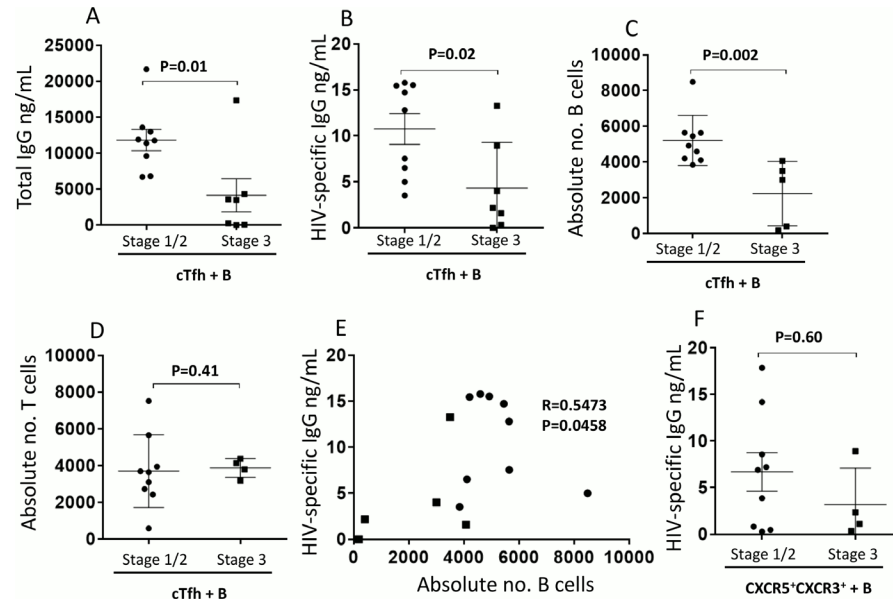 A
Total IgG ng/mL
25000
20000
15000
10000
5000
0
P=0.01
Stage 1/2 Stage 3
cTfh + B
B
HIV-specific IgG ng/mL
20
15
10
5
0
P=0.02
Stage 1/2 Stage 3
cTfh + B
C
Absolute no. B cells
10000
8000
6000
4000
2000
0
P=0.002
Stage 1/2 Stage 3
cTfh + B
D
Absolute no. T cells
10000
8000
6000
4000
2000
0
P=0.41
Stage 1/2 Stage 3
cTfh + B
E
HIV-specific IgG ng/mL
20
15
10
5
0
R=0.5473
P=0.0458
0 2000 4000 6000 8000 10000
Absolute no. B cells
F
HIV-specific IgG ng/mL
20
15
10
5
0
P=0.60
Stage 1/2 Stage 3
CXCR5⁺CXCR3⁺ + B